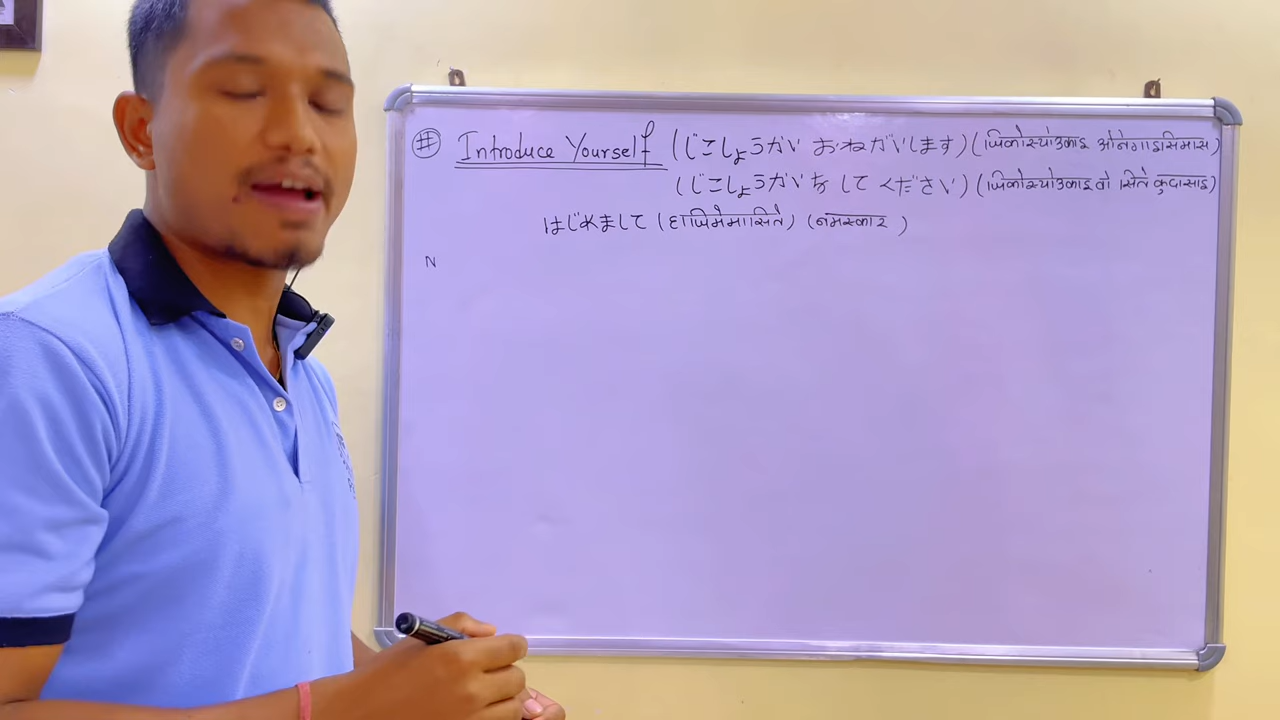 # Introduce Yourself (じこしょうかい おねがいします) (जिकोस्योउकाइ ओनेगाइसिमास)
(じこしょうかいを してください) (जिकोस्योउकाइ वो सिते कुदासाइ)
はじめまして (हाजिमेमासिते) (नमस्कार)
N